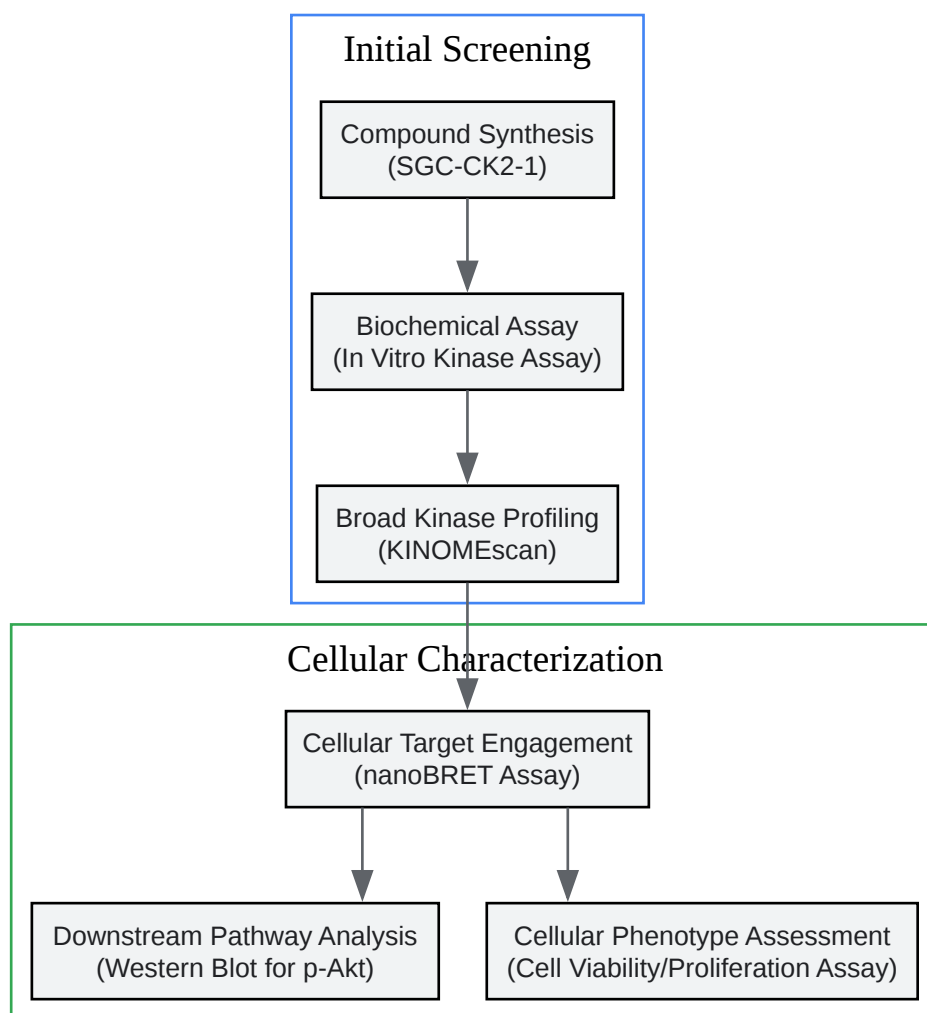 Initial Screening
Compound Synthesis
(SGC-CK2-1)
Biochemical Assay
(In Vitro Kinase Assay)
Broad Kinase Profiling
(KINOMEscan)
Cellular Characterization
Cellular Target Engagement
(nanoBRET Assay)
Downstream Pathway Analysis
(Western Blot for p-Akt)
Cellular Phenotype Assessment
(Cell Viability/Proliferation Assay)